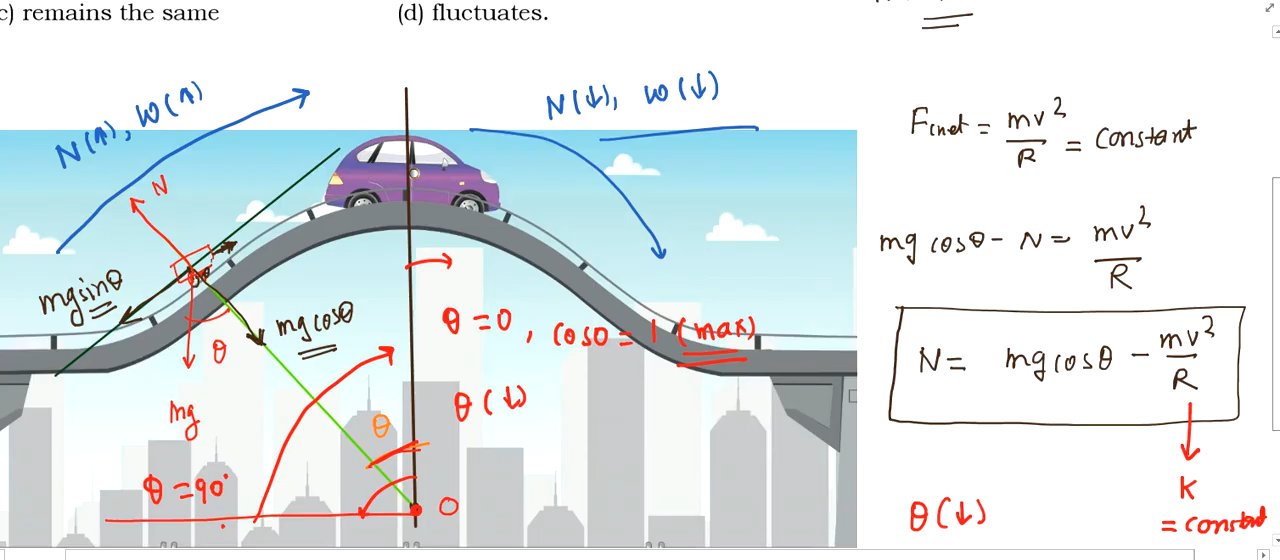 c) remains the same
(d) fluctuates.
N(↑), ω(↑)
N(↓), ω(↓)
N
mg sinθ
mg cosθ
θ
mg
θ = 0, cos0 = 1 (max)
θ(↓)
θ
θ = 90°
O
Fcnet = mv²/R = constant
mg cosθ - N = mv²/R
N = mg cosθ - mv²/R
K
= constant
θ(↓)